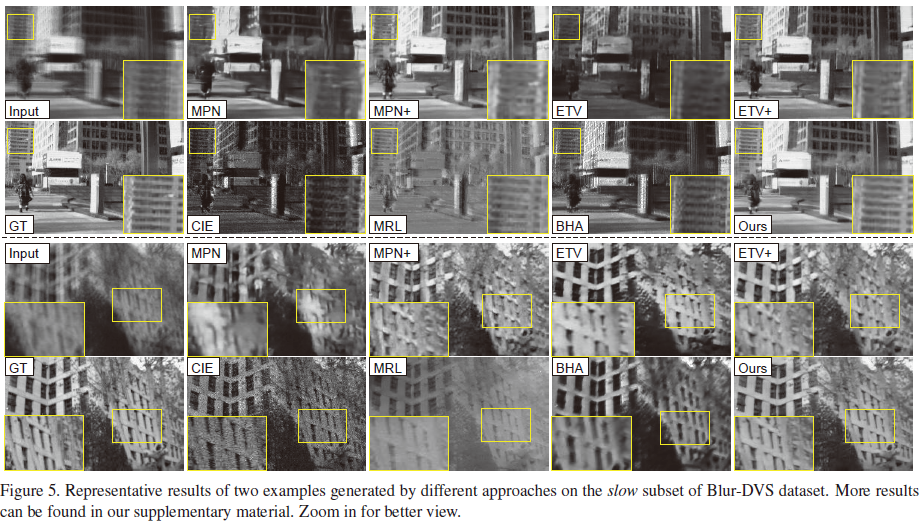 Input MPN MPN+ ETV ETV+
GT CIE MRL BHA Ours
Input MPN MPN+ ETV ETV+
GT CIE MRL BHA Ours
Figure 5. Representative results of two examples generated by different approaches on the slow subset of Blur-DVS dataset. More results
can be found in our supplementary material. Zoom in for better view.